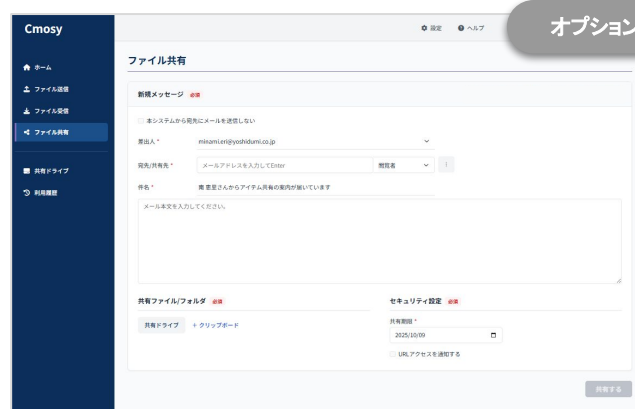 オプション
Cmosy
設定 ヘルプ
ホーム
ファイル送信
ファイル受信
ファイル共有
共有ドライブ
利用履歴
ファイル共有
新規メッセージ 必須
本システムから宛先にメールを送信しない
差出人 * minami.eri@yoshidumi.co.jp
宛先/共有先 * メールアドレスを入力してEnter 閲覧者
件名 * 南 恵里さんからアイテム共有の案内が届いています
メール本文を入力してください。
共有ファイル/フォルダ 必須
共有ドライブ + クリップボード
セキュリティ設定 必須
共有期間 *
2025/10/09
URLアクセスを通知する
共有する